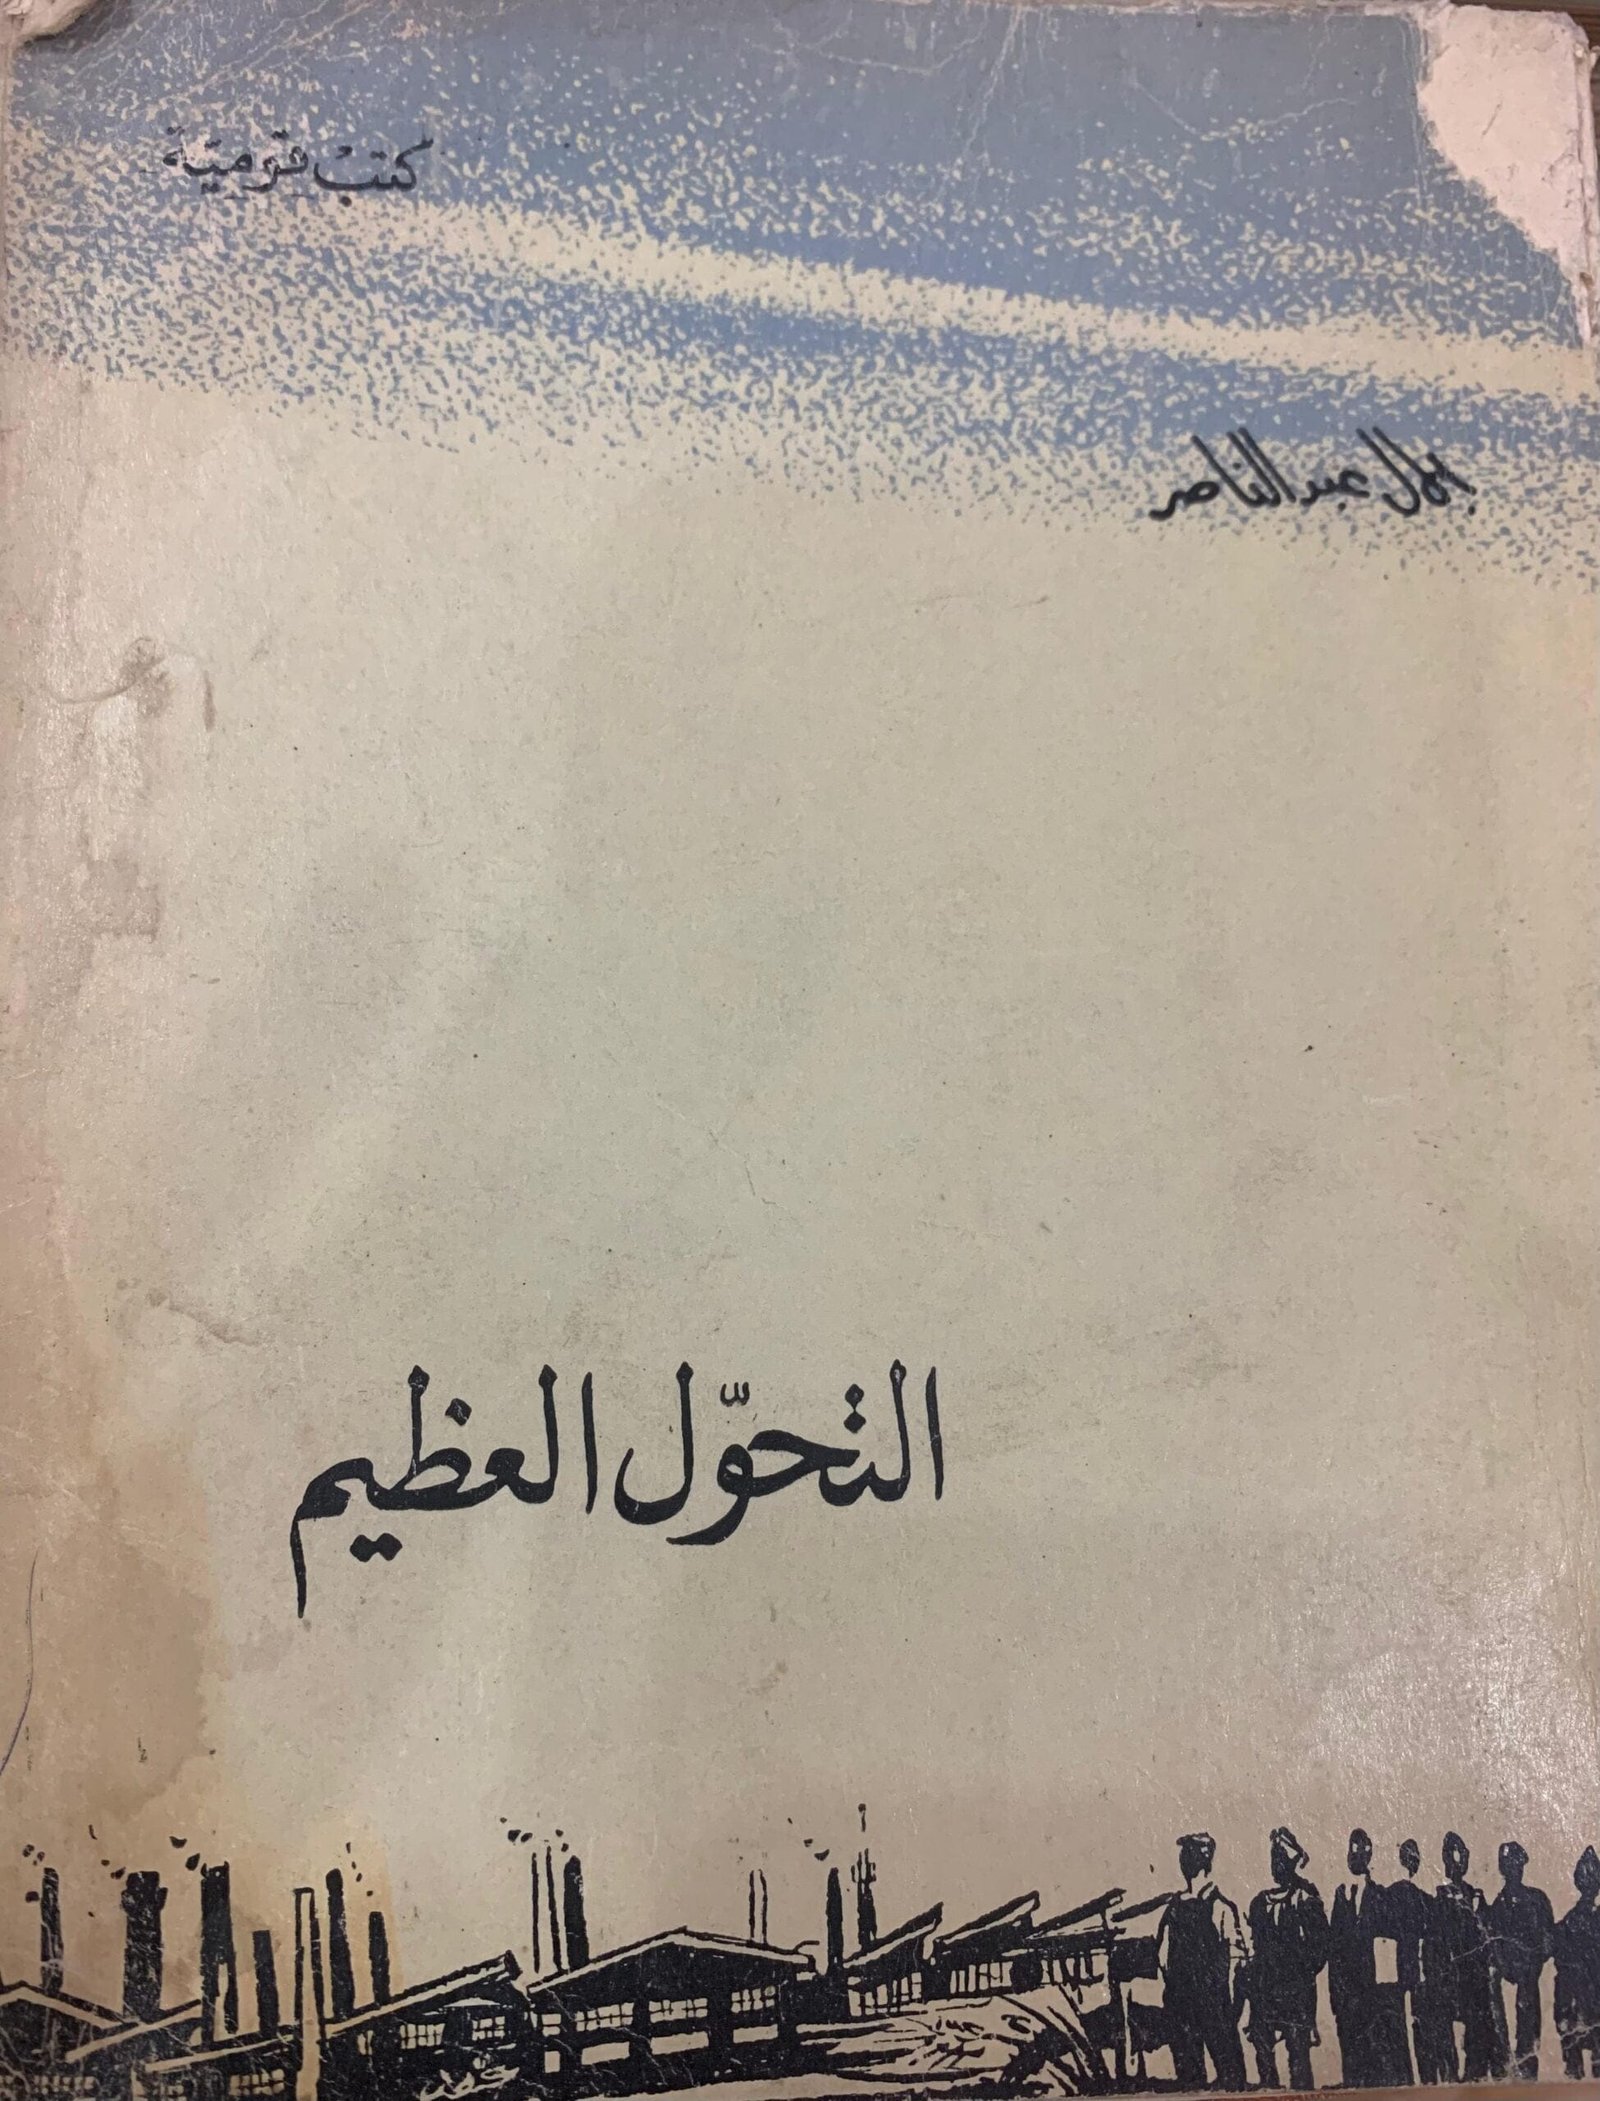 كتب قومية
جمال عبد الناصر
التحوّل العظيم